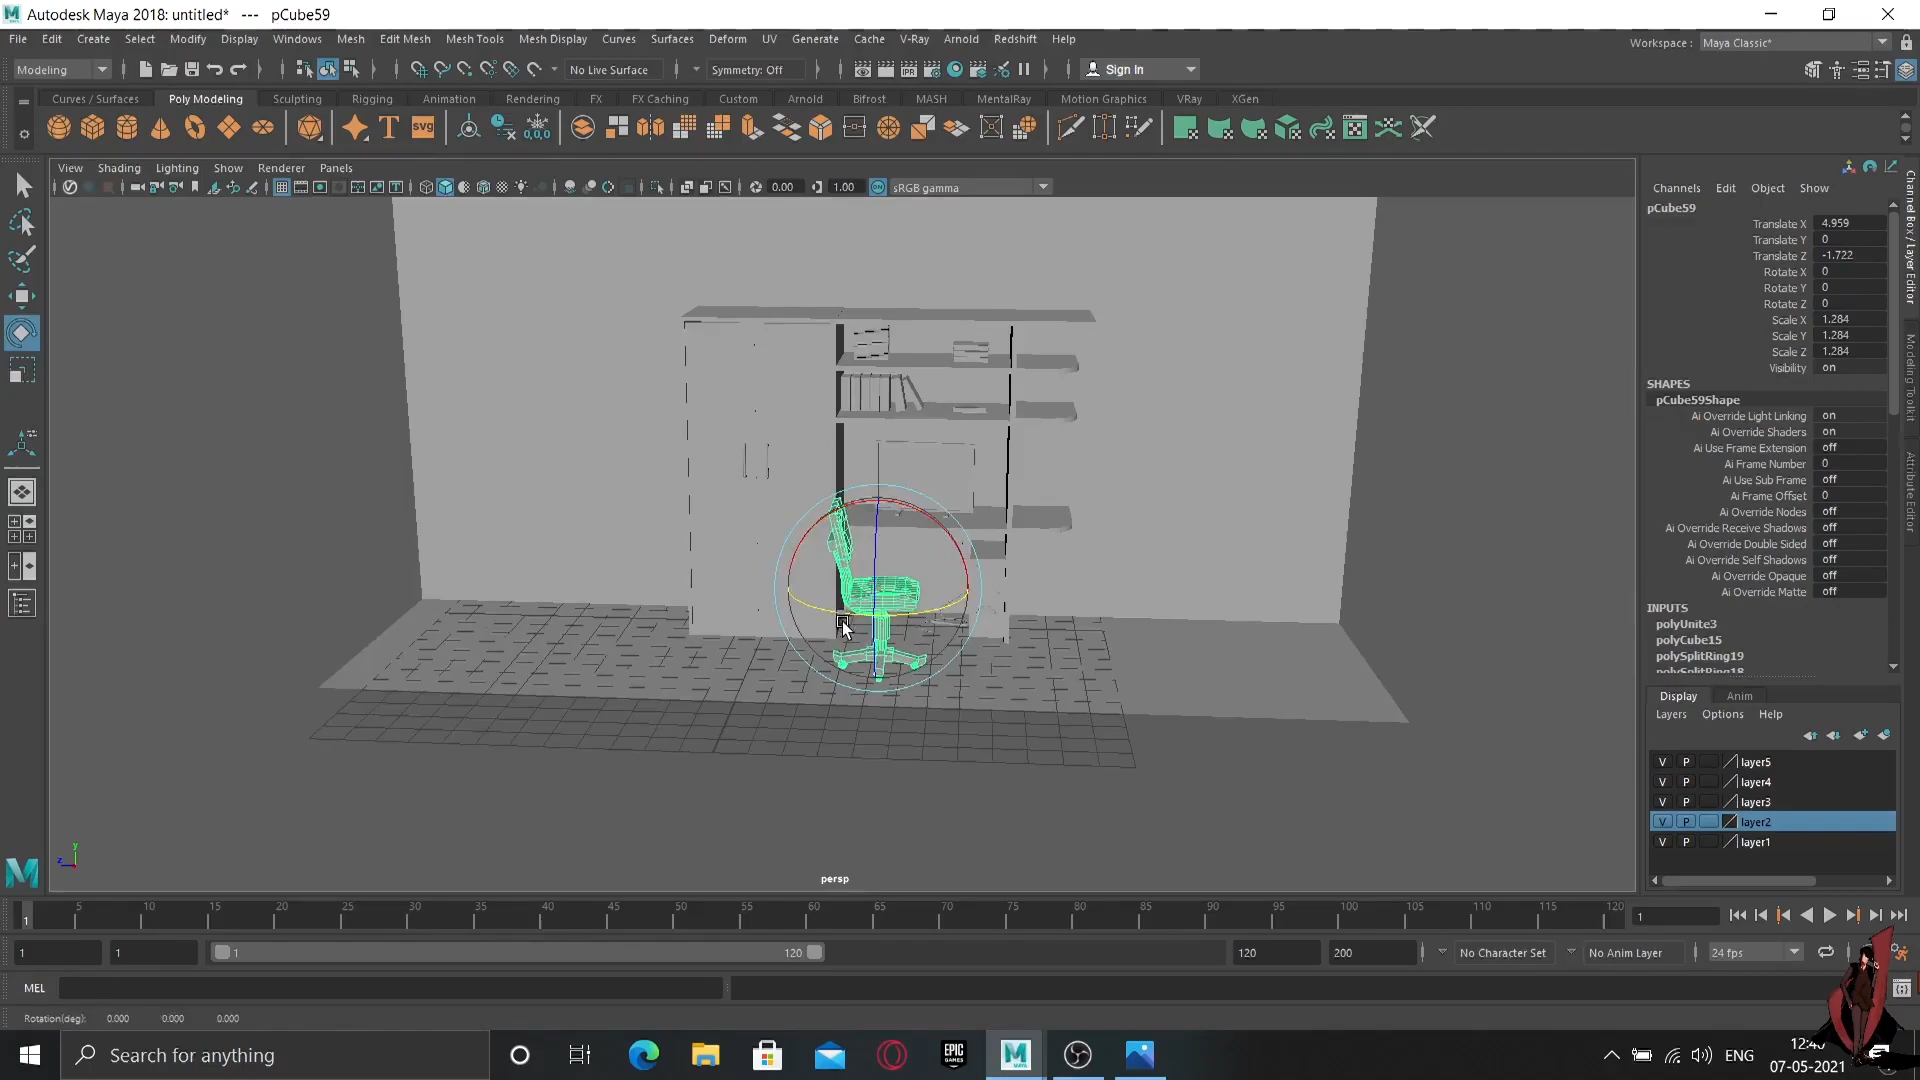 Autodesk Maya 2018: untitled*   ---   pCube59
File Edit Create Select Modify Display Windows Mesh Edit Mesh Mesh Tools Mesh Display Curves Surfaces Deform UV Generate Cache V-Ray Arnold Redshift Help
Workspace : Maya Classic*
Modeling No Live Surface Symmetry: Off Sign In
Curves / Surfaces Poly Modeling Sculpting Rigging Animation Rendering FX FX Caching Custom Arnold Bifrost MASH MentalRay Motion Graphics VRay XGen
View Shading Lighting Show Renderer Panels
0.00 1.00 sRGB gamma
Channels Edit Object Show
pCube59
Translate X 4.959
Translate Y 0
Translate Z -1.722
Rotate X 0
Rotate Y 0
Rotate Z 0
Scale X 1.284
Scale Y 1.284
Scale Z 1.284
Visibility on
SHAPES
pCube59Shape
Ai Override Light Linking on
Ai Override Shaders on
Ai Use Frame Extension off
Ai Frame Number 0
Ai Use Sub Frame off
Ai Frame Offset 0
Ai Override Nodes off
Ai Override Receive Shadows off
Ai Override Double Sided off
Ai Override Self Shadows off
Ai Override Opaque off
Ai Override Matte off
INPUTS
polyUnite3
polyCube15
polySplitRing19
polySplitRing18
Channel Box / Layer Editor
Modeling Toolkit
Attribute Editor
Display Anim
Layers Options Help
V P layer5
V P layer4
V P layer3
V P layer2
V P layer1
y
z
persp
5 10 15 20 25 30 35 40 45 50 55 60 65 70 75 80 85 90 95 100 105 110 115 120
1
1
1 1 1 120 120 200 No Character Set No Anim Layer 24 fps
MEL
Rotation(deg): 0.000 0.000 0.000
Search for anything
EPIC GAMES
ENG
07-05-2021